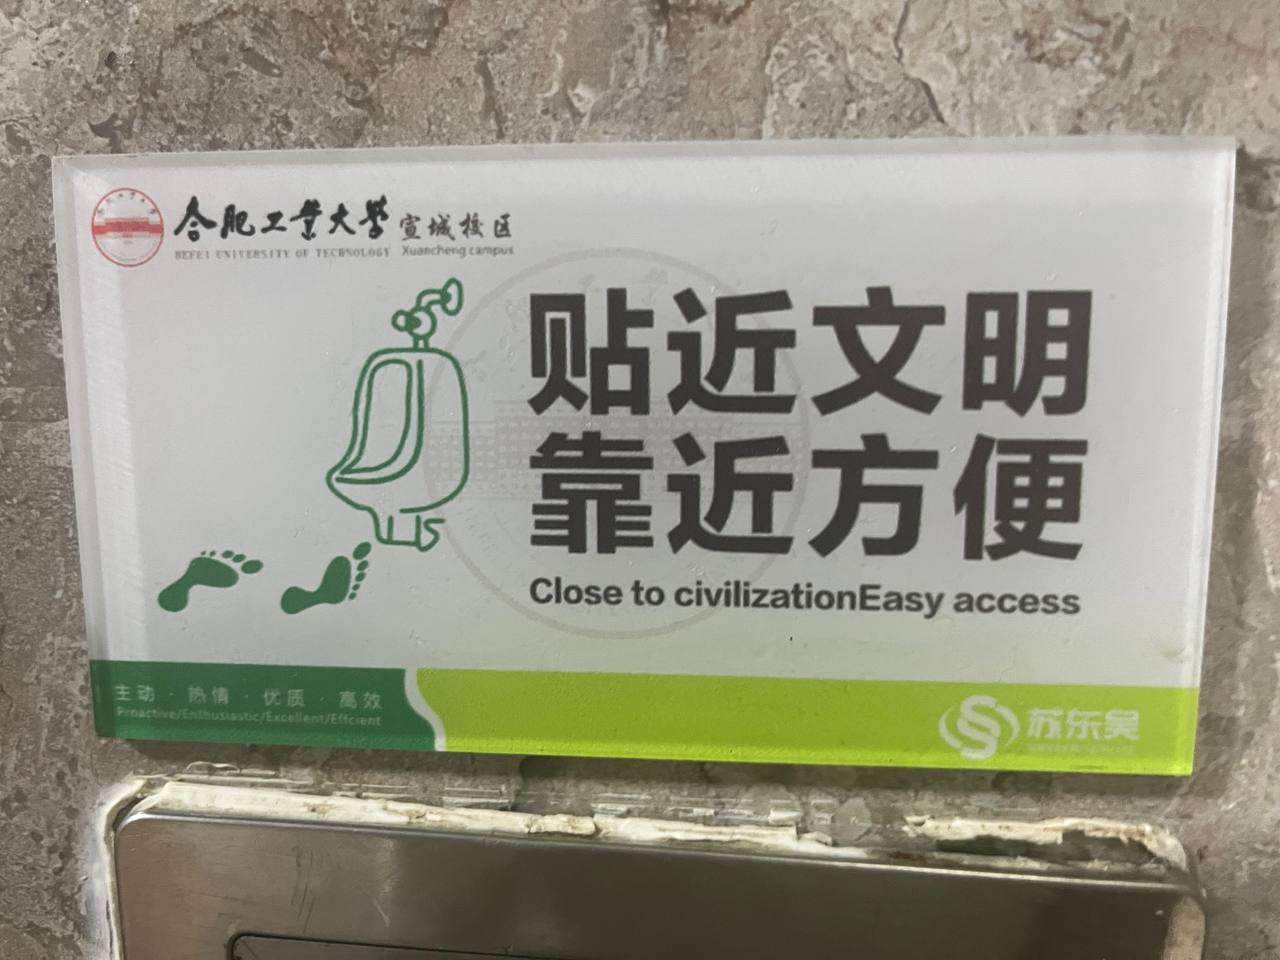 合肥工业大学 宣城校区
HEFEI UNIVERSITY OF TECHNOLOGY Xuancheng campus
贴近文明
靠近方便
Close to civilizationEasy access
主动 · 热情 · 优质 · 高效
Proactive/Enthusiastic/Excellent/Effcient
苏东吴